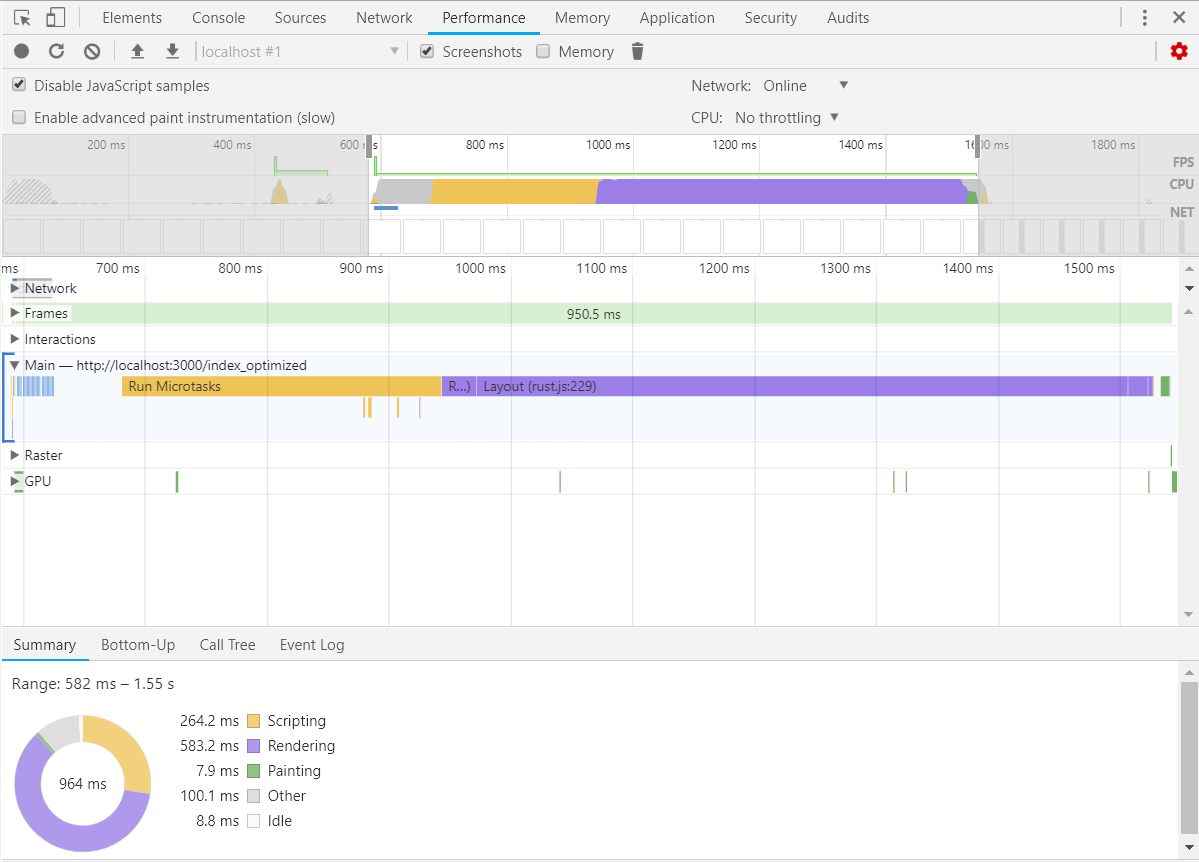 Elements Console Sources Network Performance Memory Application Security Audits
localhost #1 Screenshots Memory
Disable JavaScript samples Network: Online
Enable advanced paint instrumentation (slow) CPU: No throttling
200 ms 400 ms 600 ms 800 ms 1000 ms 1200 ms 1400 ms 1600 ms 1800 ms
FPS
CPU
NET
ms 700 ms 800 ms 900 ms 1000 ms 1100 ms 1200 ms 1300 ms 1400 ms 1500 ms
Network
Frames 950.5 ms
Interactions
Main — http://localhost:3000/index_optimized
Run Microtasks R...) Layout (rust.js:229)
Raster
GPU
Summary Bottom-Up Call Tree Event Log
Range: 582 ms – 1.55 s
264.2 ms Scripting
583.2 ms Rendering
7.9 ms Painting
964 ms
100.1 ms Other
8.8 ms Idle